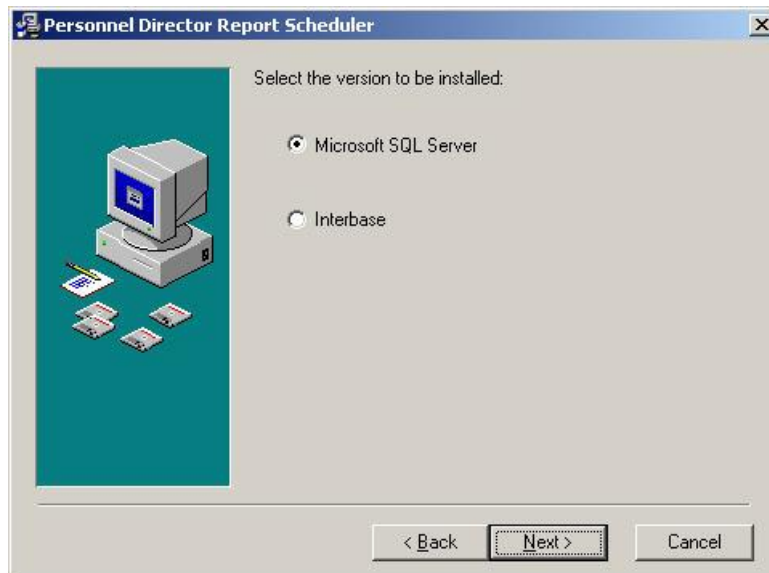 Personnel Director Report Scheduler
Select the version to be installed:
Microsoft SQL Server
Interbase
< Back
Next >
Cancel